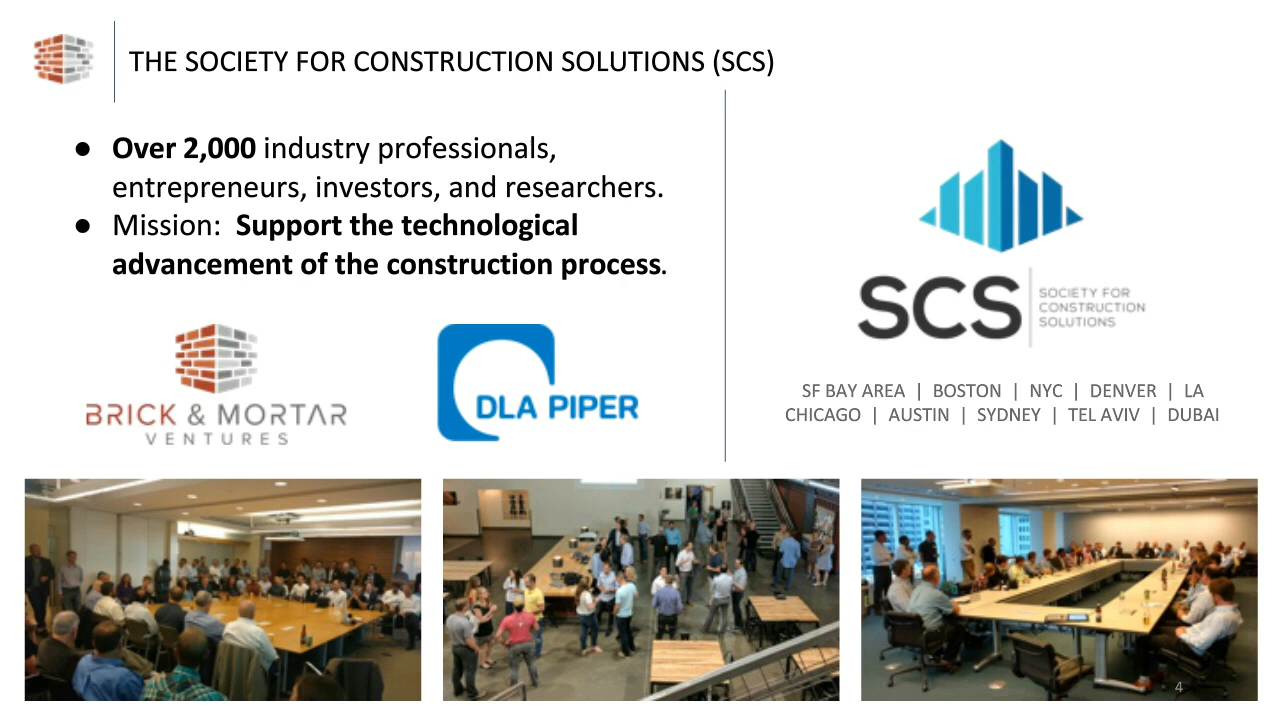 THE SOCIETY FOR CONSTRUCTION SOLUTIONS (SCS)
● Over 2,000 industry professionals,
entrepreneurs, investors, and researchers.
● Mission:  Support the technological
advancement of the construction process.
BRICK & MORTAR
VENTURES
DLA PIPER
SCS
SOCIETY FOR
CONSTRUCTION
SOLUTIONS
SF BAY AREA | BOSTON | NYC | DENVER | LA
CHICAGO | AUSTIN | SYDNEY | TEL AVIV | DUBAI
4